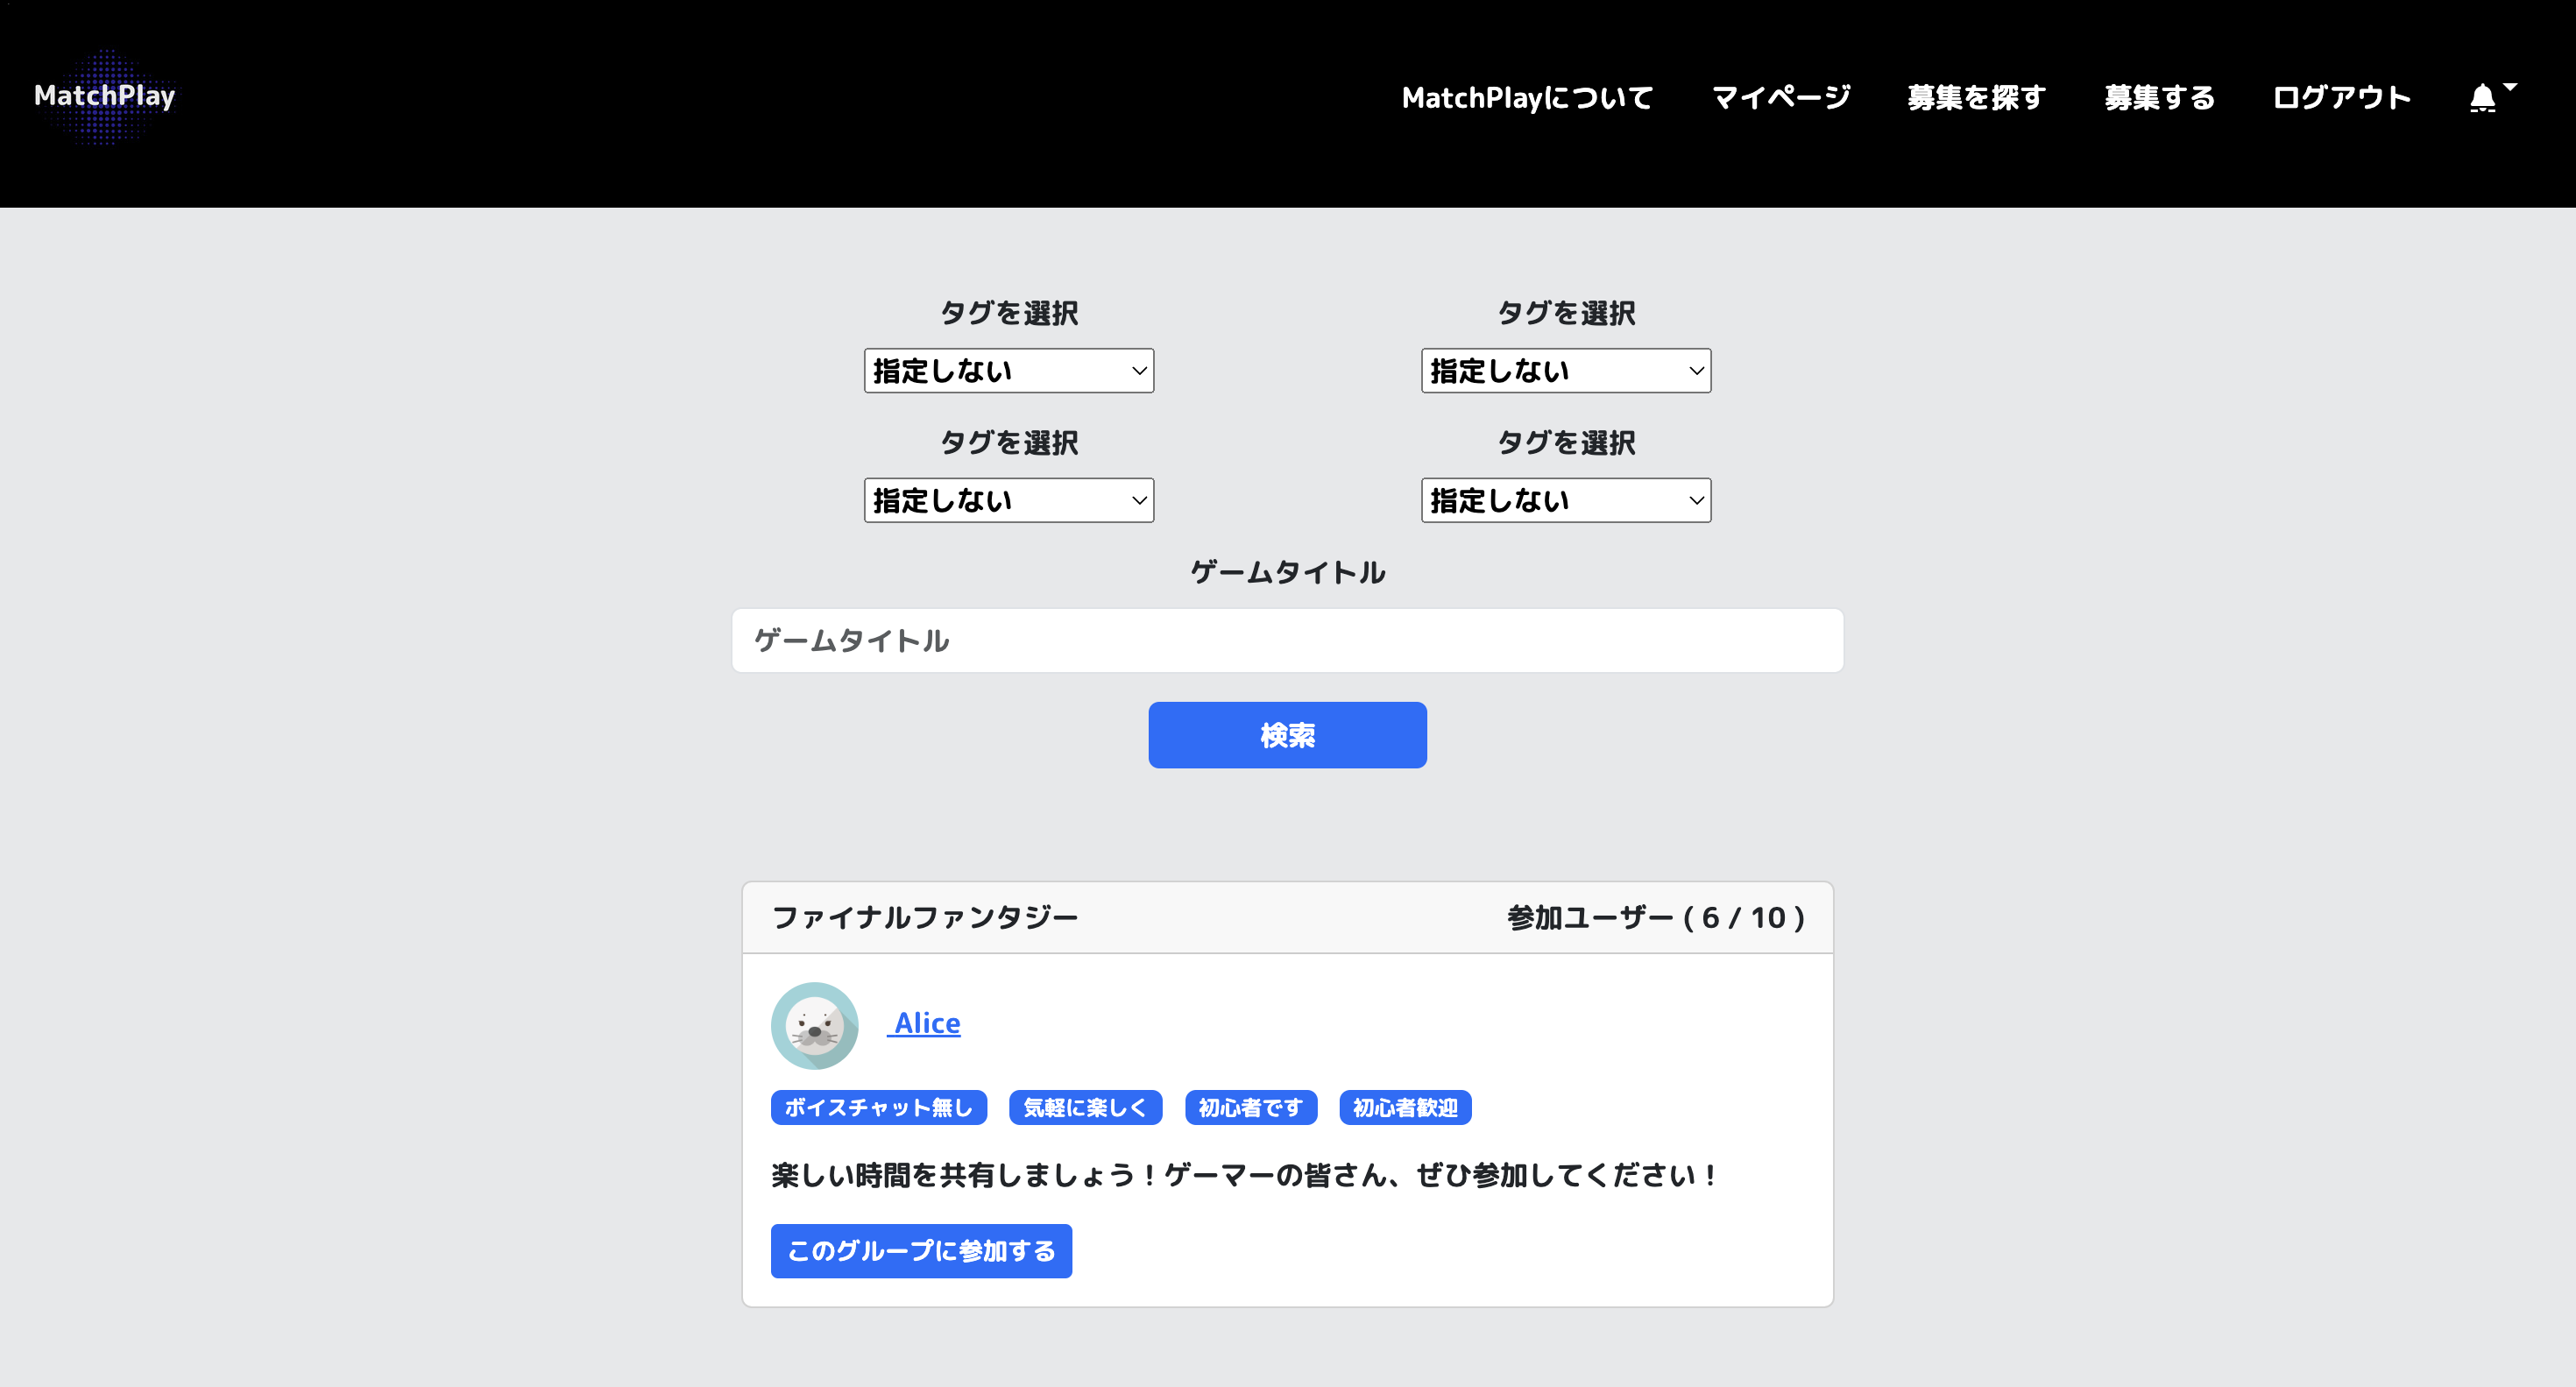 MatchPlay
MatchPlayについて マイページ 募集を探す 募集する ログアウト
タグを選択 タグを選択
指定しない 指定しない
タグを選択 タグを選択
指定しない 指定しない
ゲームタイトル
ゲームタイトル
検索
ファイナルファンタジー 参加ユーザー ( 6 / 10 )
Alice
ボイスチャット無し 気軽に楽しく 初心者です 初心者歓迎
楽しい時間を共有しましょう！ゲーマーの皆さん、ぜひ参加してください！
このグループに参加する